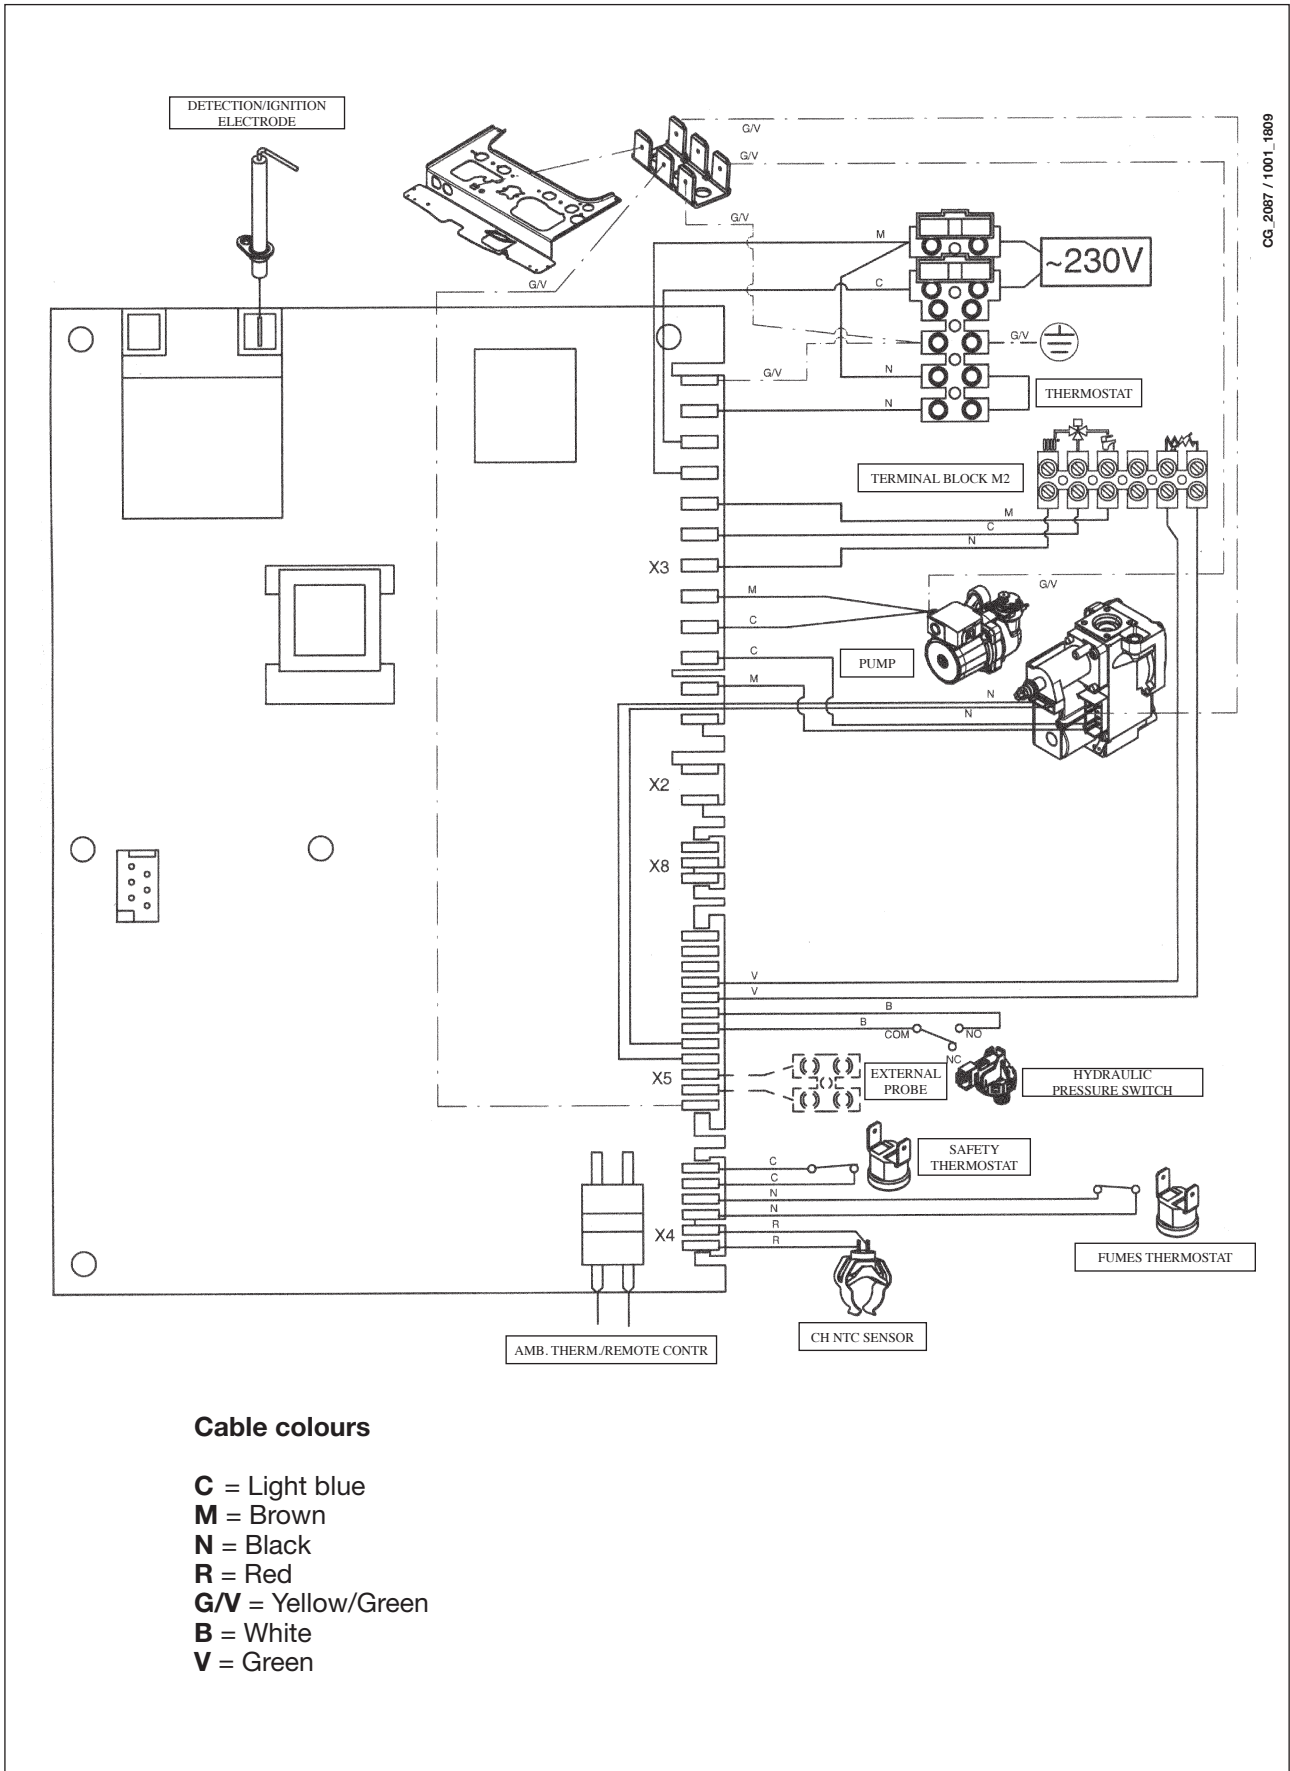 CG_2087 / 1001_1809
DETECTION/IGNITION
ELECTRODE
G/V
G/V
G/V
M
~230V
G/V
C
G/V
G/V
N
THERMOSTAT
N
TERMINAL BLOCK M2
M
C
N
X3
G/V
M
C
PUMP
C
M
N
N
X2
X8
V
V
B
B
COM
NO
NC
X5
EXTERNAL
PROBE
HYDRAULIC
PRESSURE SWITCH
C
SAFETY
THERMOSTAT
C
N
N
X4
R
R
FUMES THERMOSTAT
CH NTC SENSOR
AMB. THERM./REMOTE CONTR
Cable colours
C = Light blue
M = Brown
N = Black
R = Red
G/V = Yellow/Green
B = White
V = Green